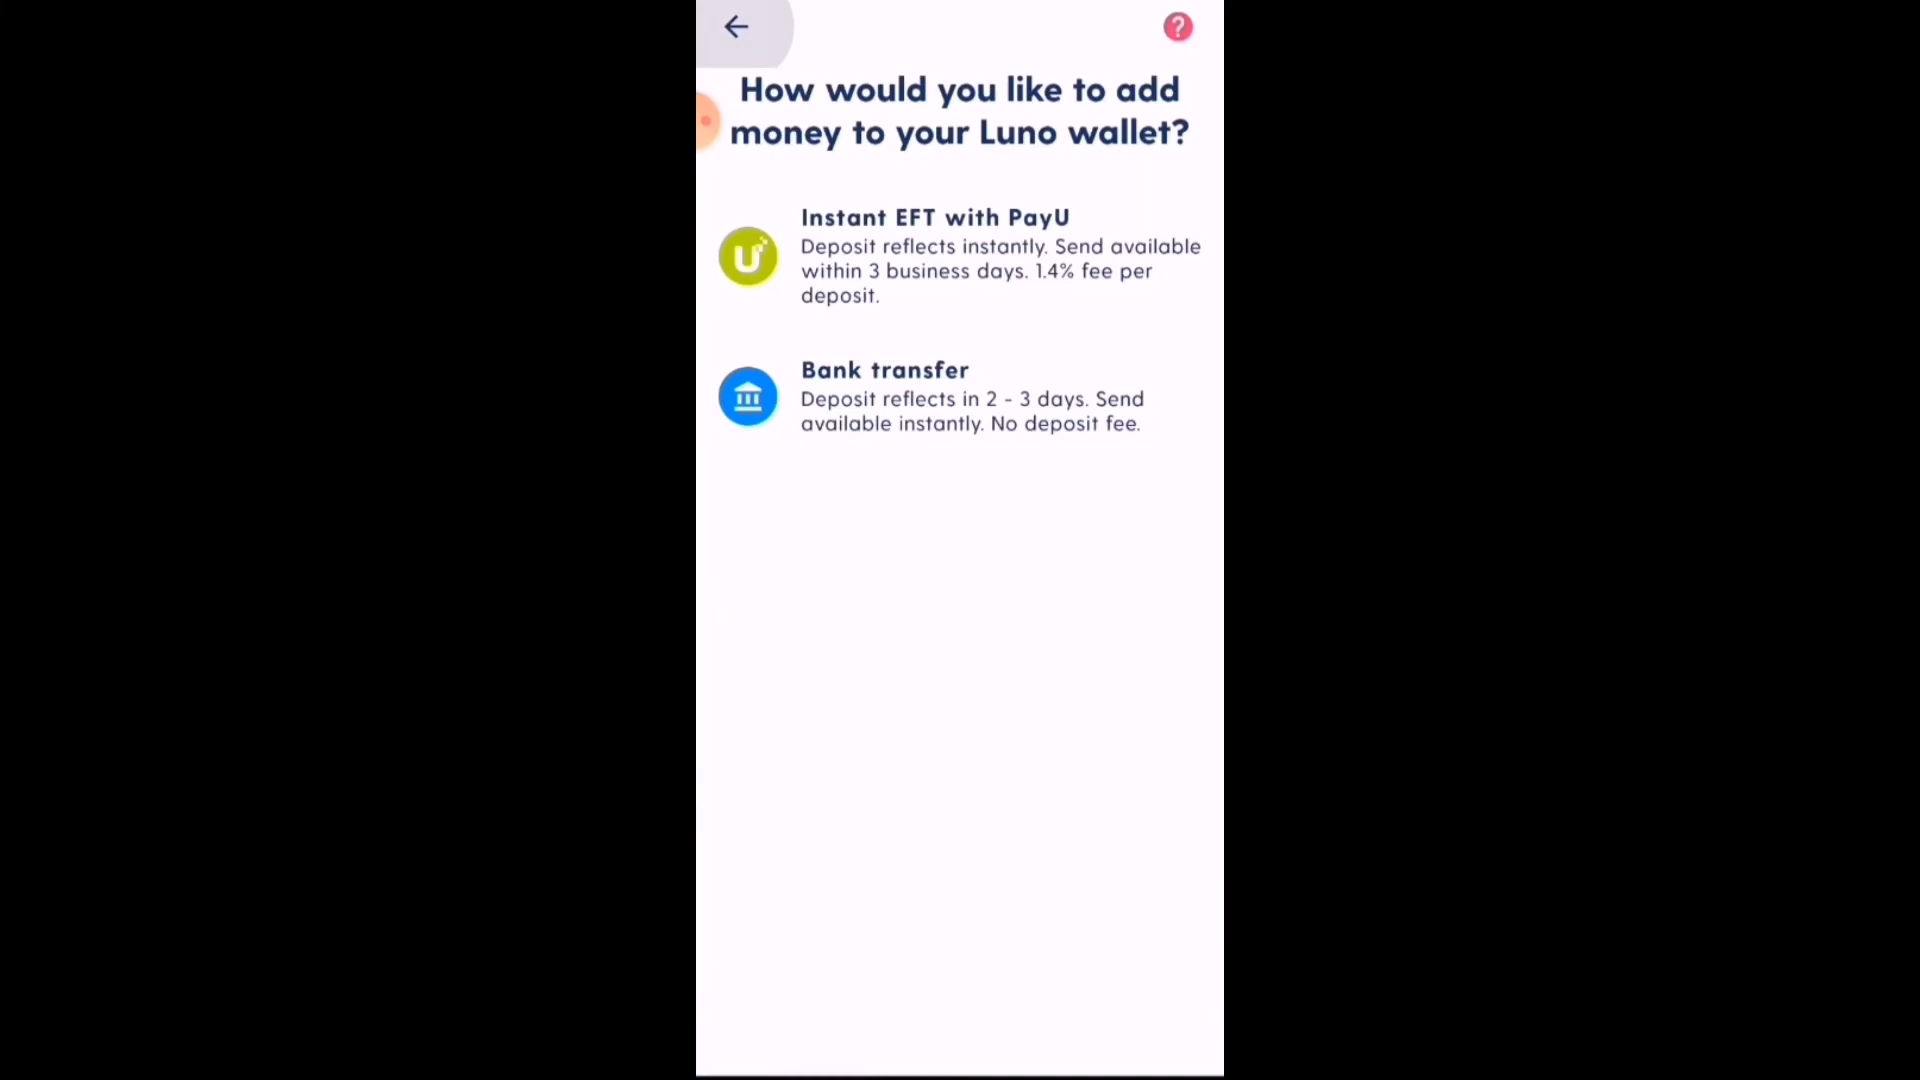 ?
How would you like to add
money to your Luno wallet?
Instant EFT with PayU
Deposit reflects instantly. Send available
within 3 business days. 1.4% fee per
deposit.
U
Bank transfer
Deposit reflects in 2 - 3 days. Send
available instantly. No deposit fee.